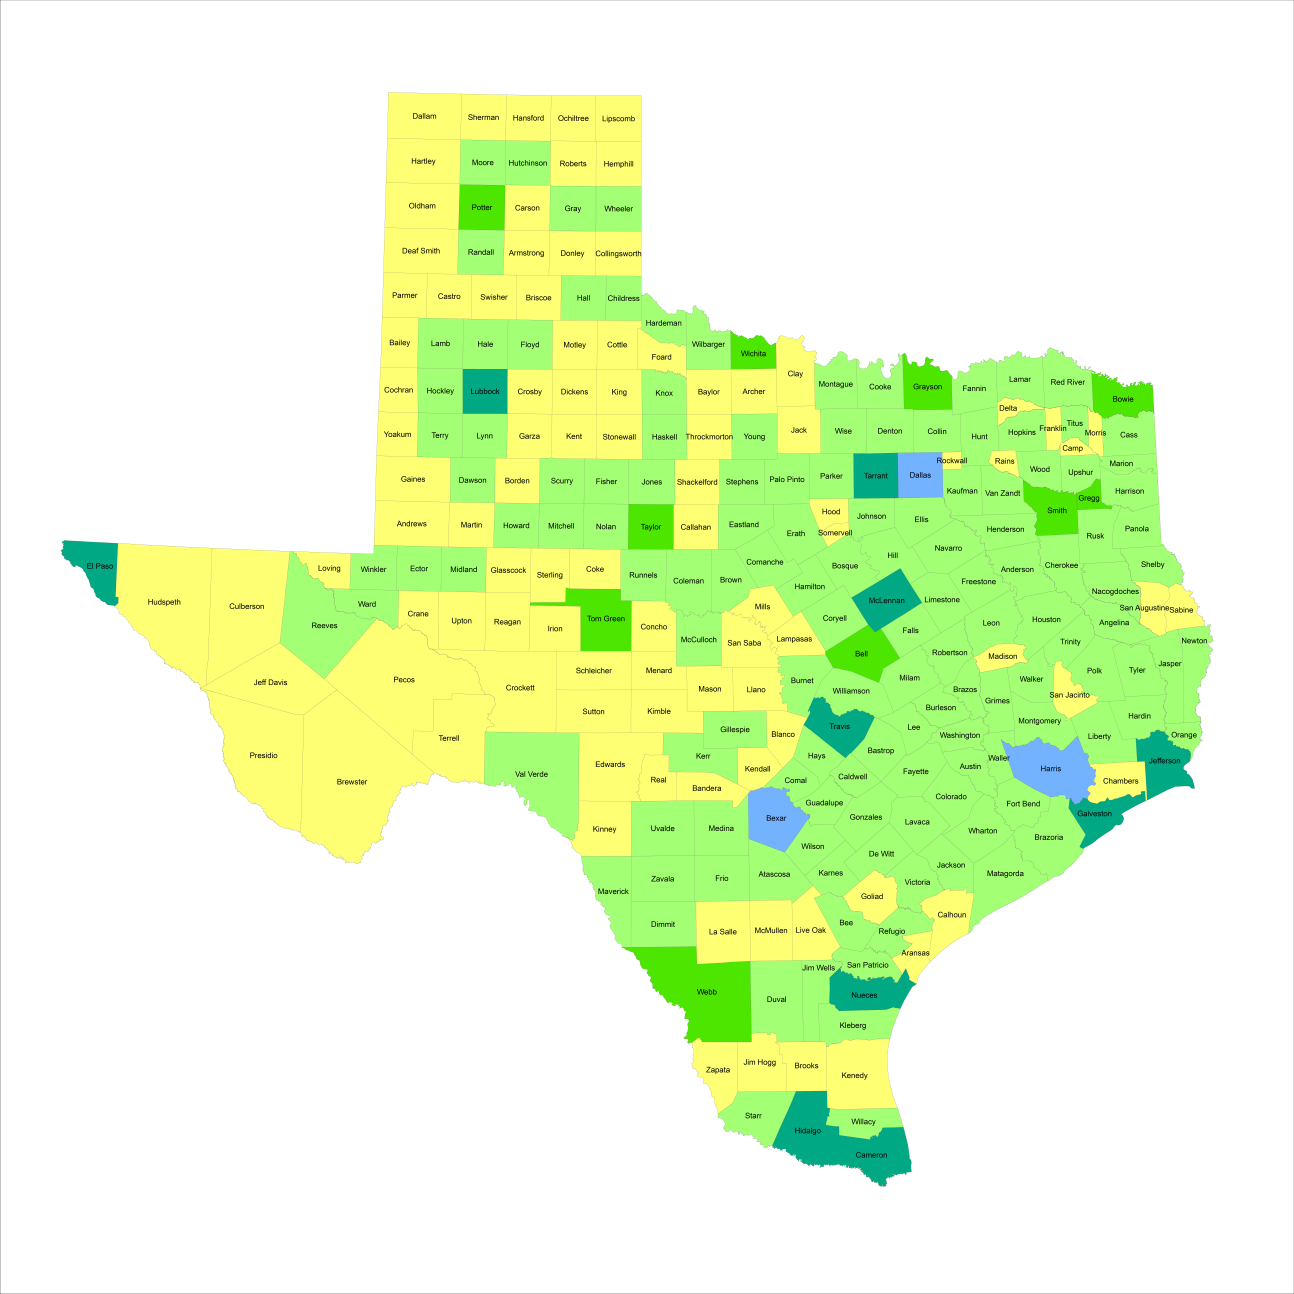 Dallam Sherman Hansford Ochiltree Lipscomb
Hartley Moore Hutchinson Roberts Hemphill
Oldham Potter Carson Gray Wheeler
Deaf Smith Randall Armstrong Donley Collingsworth
Parmer Castro Swisher Briscoe Hall Childress
Hardeman
Bailey Lamb Hale Floyd Motley Cottle Foard Wilbarger Wichita
Clay Montague Cooke Grayson Fannin Lamar Red River Bowie
Cochran Hockley Lubbock Crosby Dickens King Knox Baylor Archer
Delta Franklin Titus Morris Cass
Yoakum Terry Lynn Garza Kent Stonewall Haskell Throckmorton Young Jack Wise Denton Collin Hunt Hopkins Camp
Rockwall Rains Wood Upshur Marion
Gaines Dawson Borden Scurry Fisher Jones Shackelford Stephens Palo Pinto Parker Tarrant Dallas Kaufman Van Zandt Gregg Harrison
Andrews Martin Howard Mitchell Nolan Taylor Callahan Eastland Erath Hood Somervell Johnson Ellis Henderson Smith Rusk Panola
El Paso Hudspeth Culberson Loving Winkler Ector Midland Glasscock Sterling Coke Runnels Coleman Brown Comanche Bosque Hill Navarro Anderson Cherokee Shelby
Reeves Ward Crane Upton Reagan Irion Tom Green Concho McCulloch Mills Hamilton McLennan Limestone Freestone Nacogdoches San Augustine Sabine
San Saba Lampasas Coryell Falls Leon Houston Angelina
Jeff Davis Pecos Crockett Schleicher Menard Bell Robertson Madison Trinity Polk Tyler Jasper Newton
Mason Llano Burnet Williamson Milam Brazos Grimes Walker San Jacinto
Presidio Brewster Terrell Sutton Kimble Gillespie Blanco Travis Lee Burleson Washington Montgomery Liberty Hardin Orange
Val Verde Edwards Kerr Kendall Hays Bastrop Fayette Austin Waller Harris Chambers Jefferson
Real Bandera Comal Caldwell Colorado Fort Bend Galveston
Kinney Uvalde Medina Bexar Guadalupe Gonzales Lavaca Wharton Brazoria
Wilson De Witt Jackson Matagorda
Maverick Zavala Frio Atascosa Karnes Goliad Victoria Calhoun
Dimmit La Salle McMullen Live Oak Bee Refugio Aransas
Webb Duval Jim Wells San Patricio Nueces
Kleberg
Zapata Jim Hogg Brooks Kenedy
Starr Hidalgo Willacy
Cameron